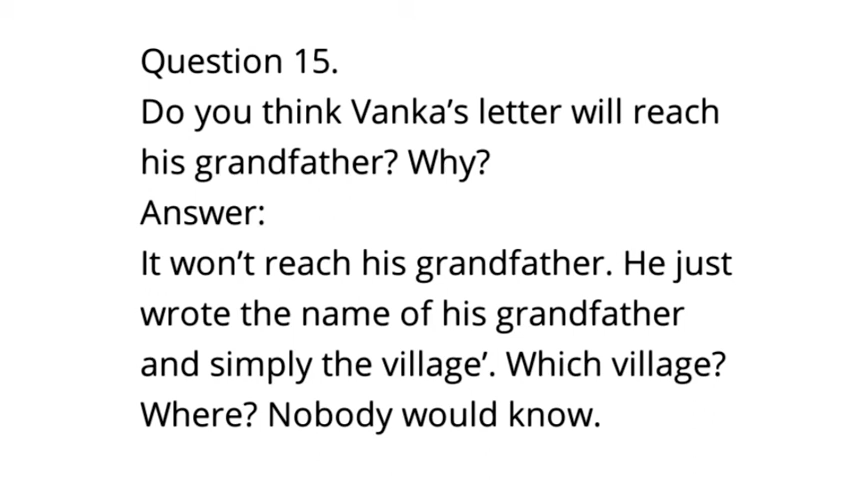 Question 15.
Do you think Vanka’s letter will reach
his grandfather? Why?
Answer:
It won’t reach his grandfather. He just
wrote the name of his grandfather
and simply the village’. Which village?
Where? Nobody would know.